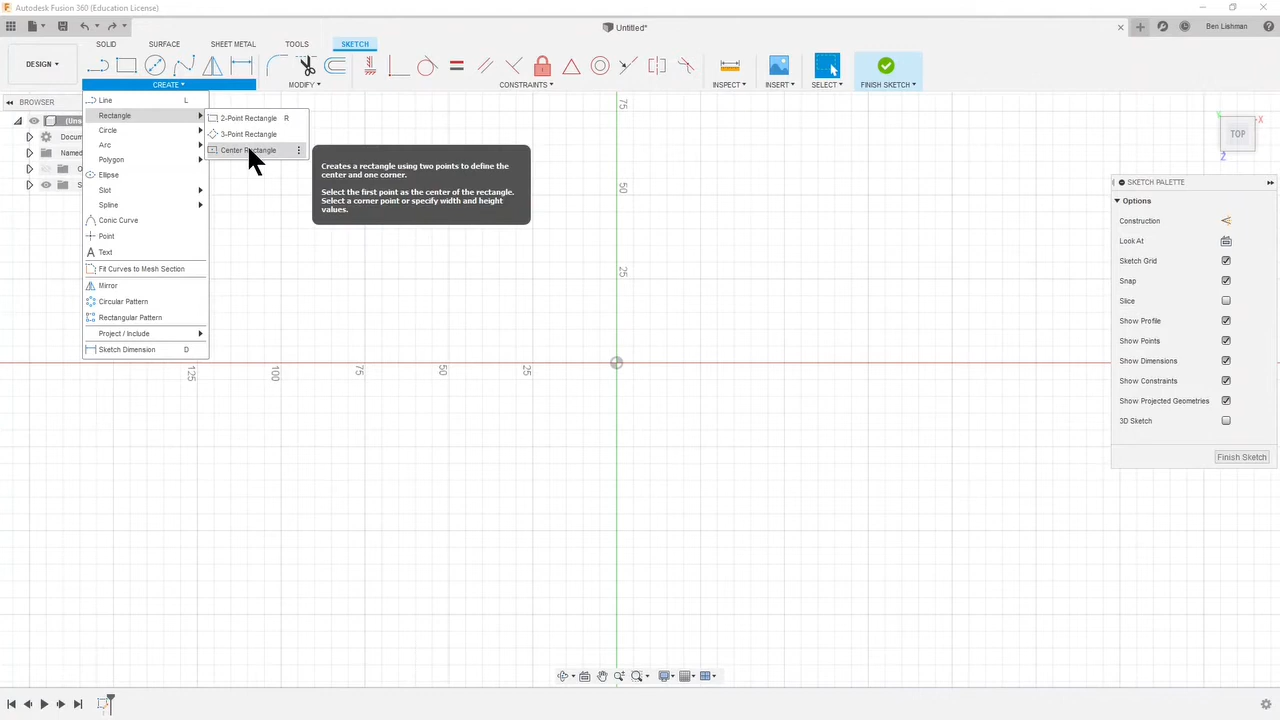 Autodesk Fusion 360 (Education License)
Untitled*
Ben Lishman
SOLID
SURFACE
SHEET METAL
TOOLS
SKETCH
DESIGN
CREATE
MODIFY
CONSTRAINTS
INSPECT
INSERT
SELECT
FINISH SKETCH
BROWSER
Line L
Rectangle
Circle
Arc
Polygon
Ellipse
Slot
Spline
Conic Curve
Point
Text
Fit Curves to Mesh Section
Mirror
Circular Pattern
Rectangular Pattern
Project / Include
Sketch Dimension D
2-Point Rectangle R
3-Point Rectangle
Center Rectangle
Creates a rectangle using two points to define the
center and one corner.
Select the first point as the center of the rectangle.
Select a corner point or specify width and height
values.
(Uns
Docum
Named
O
S
75
50
25
125
100
75
50
25
TOP
X
Z
SKETCH PALETTE
Options
Construction
Look At
Sketch Grid
Snap
Slice
Show Profile
Show Points
Show Dimensions
Show Constraints
Show Projected Geometries
3D Sketch
Finish Sketch